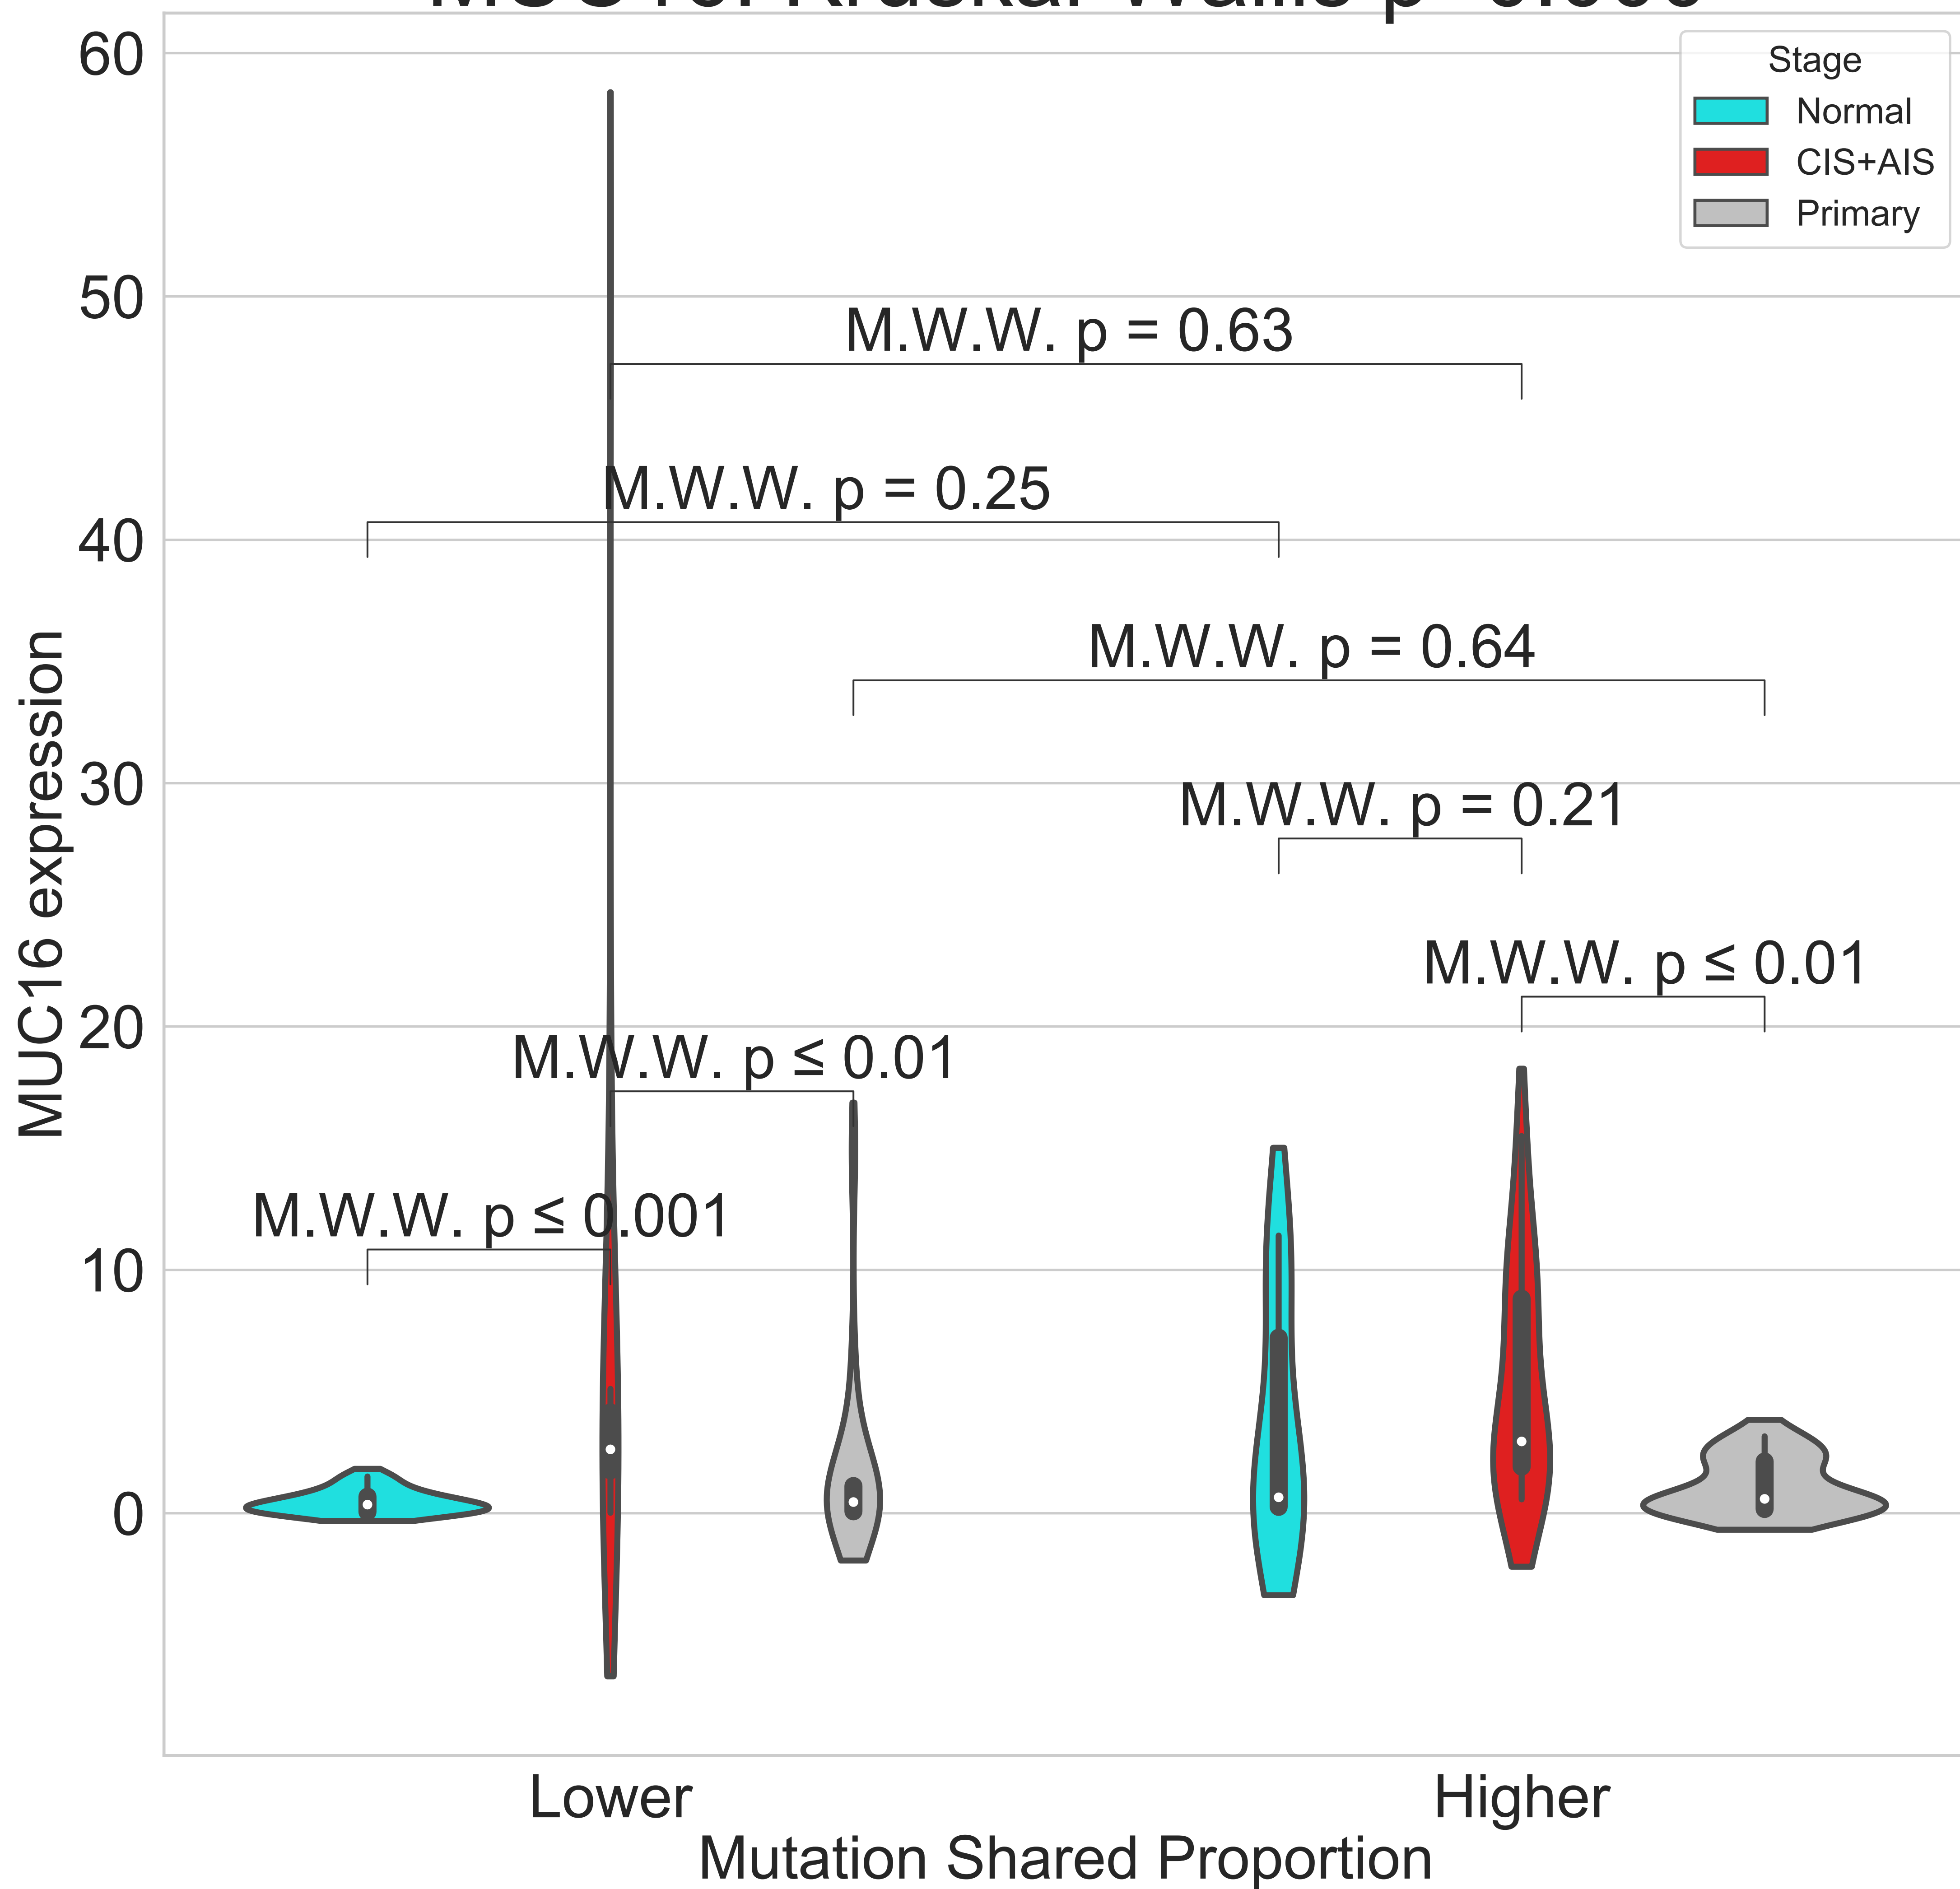 60
Stage
Normal
CIS+AIS
Primary
50
M.W.W. p = 0.63
M.W.W. p = 0.25
40
M.W.W. p = 0.64
30
M.W.W. p = 0.21
M.W.W. p ≤ 0.01
20
M.W.W. p ≤ 0.01
M.W.W. p ≤ 0.001
10
0
MUC16 expression
Lower
Higher
Mutation Shared Proportion